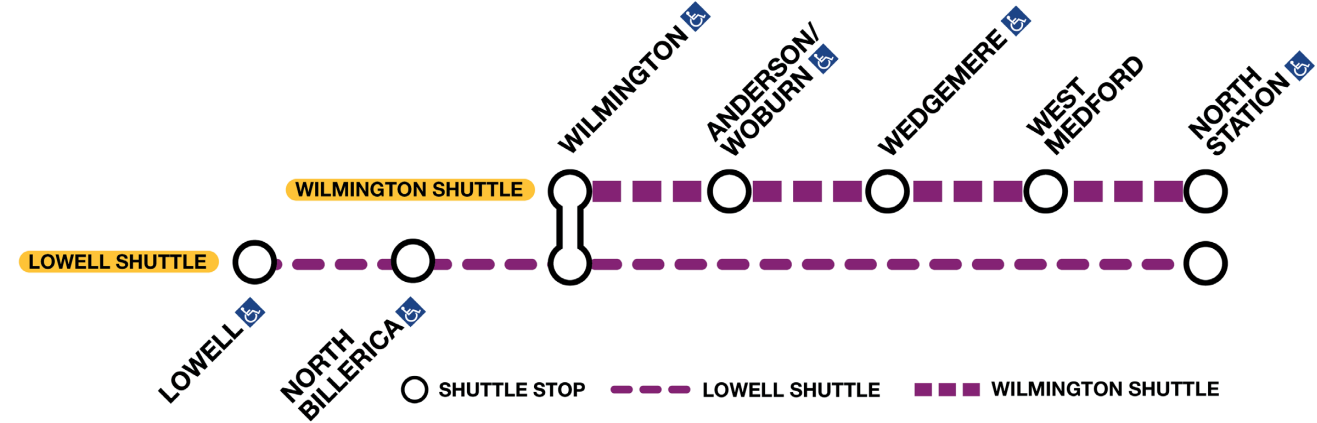 WILMINGTON
ANDERSON/
WOBURN
WEDGEMERE
WEST
MEDFORD
NORTH
STATION
WILMINGTON SHUTTLE
LOWELL SHUTTLE
LOWELL
NORTH
BILLERICA
SHUTTLE STOP
LOWELL SHUTTLE
WILMINGTON SHUTTLE